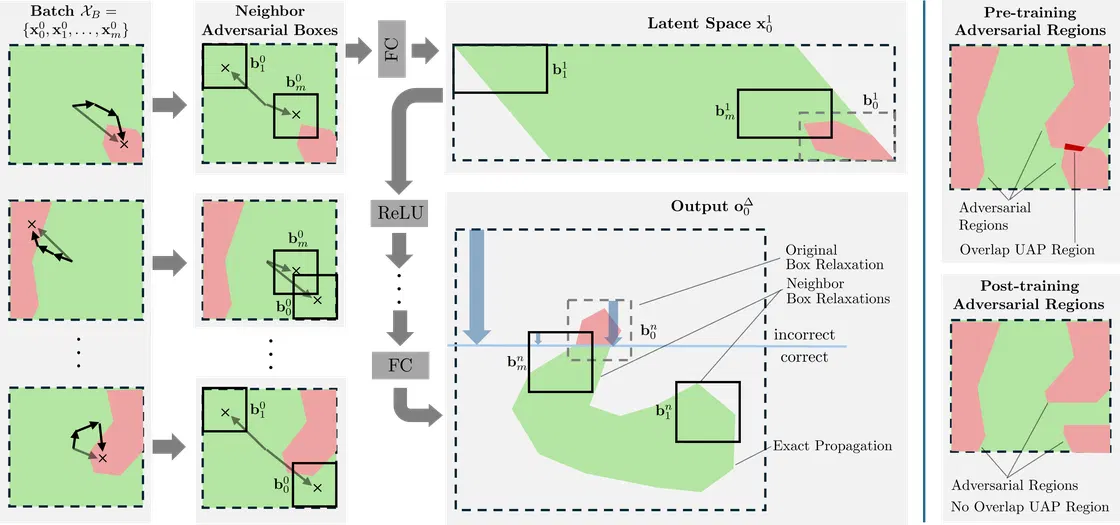 Batch 𝒳_B =
{x_0^0, x_1^0, . . . , x_m^0}
Neighbor
Adversarial Boxes
b_1^0
b_m^0
b_m^0
b_0^0
b_1^0
b_0^0
FC
ReLU
FC
Latent Space x_0^1
b_1^1
b_m^1
b_0^1
Output o_0^Δ
Original
Box Relaxation
Neighbor
Box Relaxations
b_0^n
incorrect
correct
b_m^n
b_1^n
Exact Propagation
Pre-training
Adversarial Regions
Adversarial
Regions
Overlap UAP Region
Post-training
Adversarial Regions
Adversarial Regions
No Overlap UAP Region